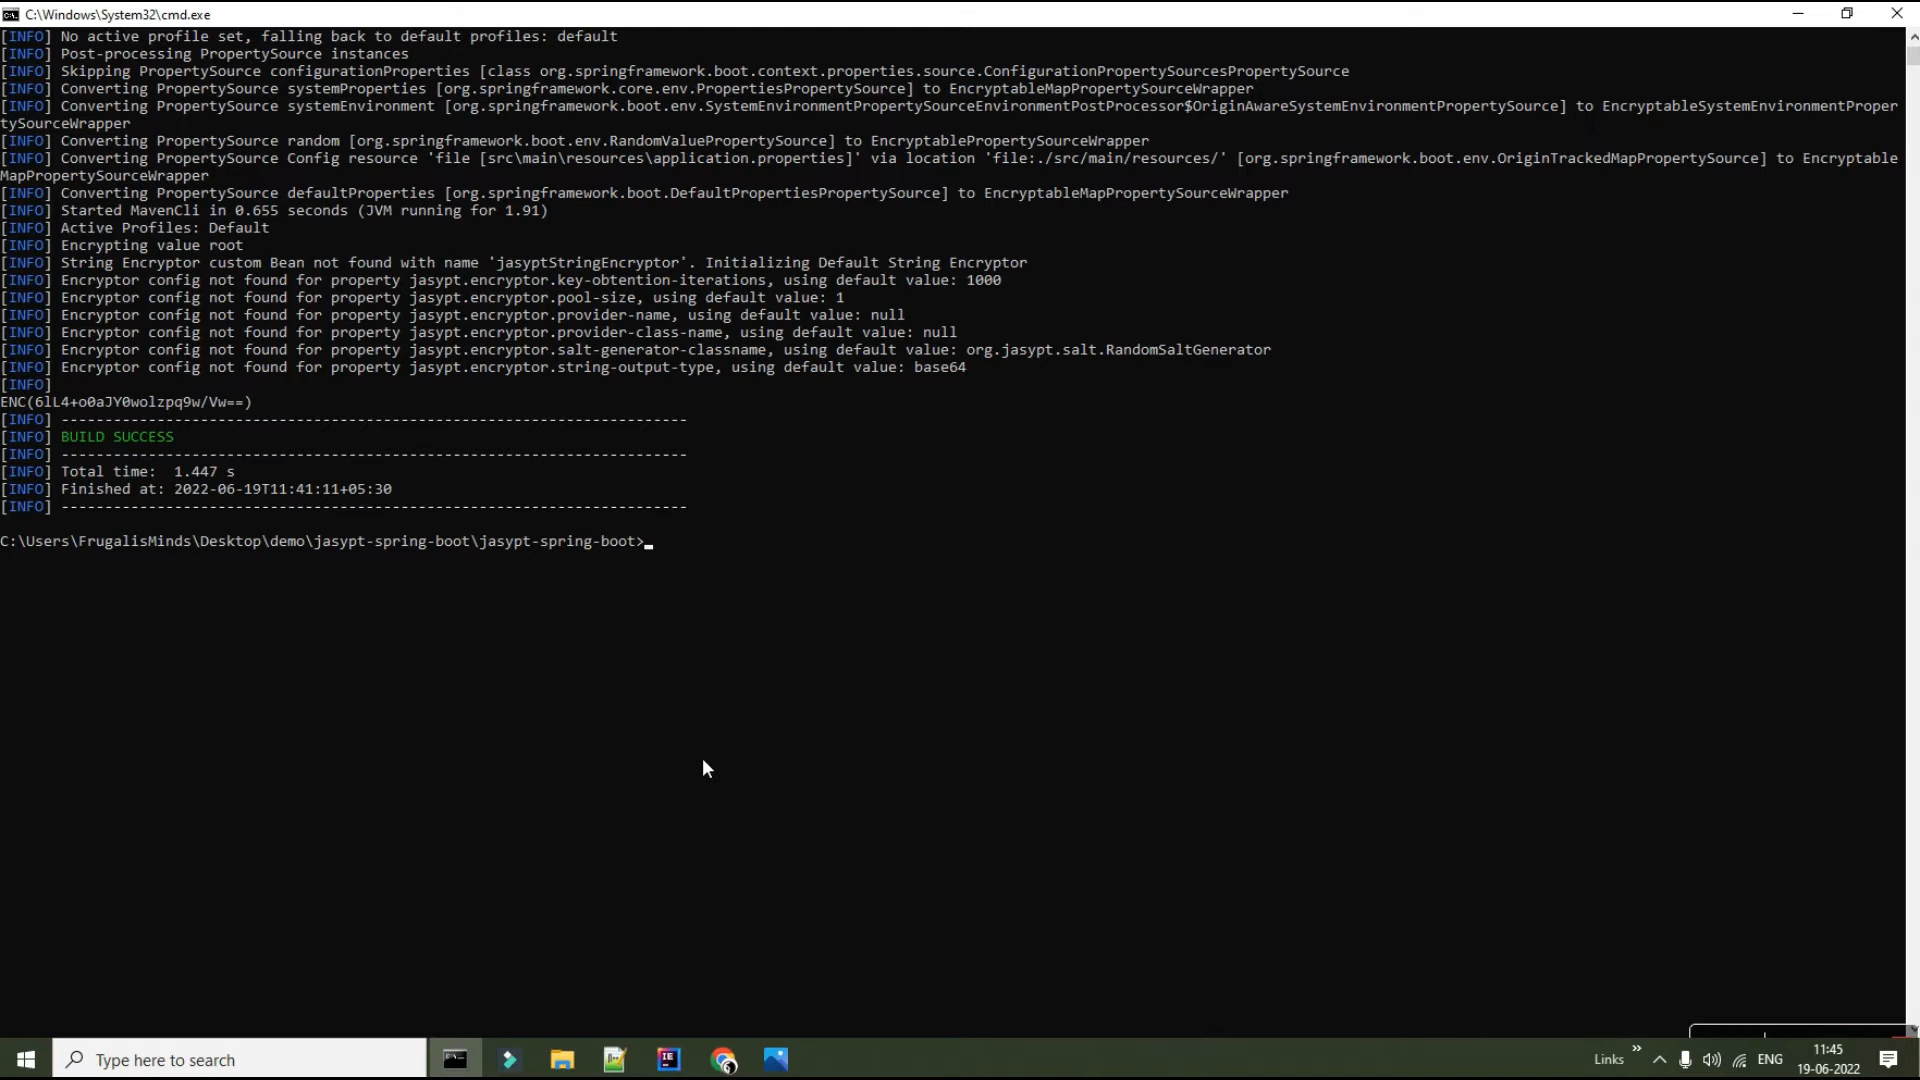 C:\Windows\System32\cmd.exe
[INFO] No active profile set, falling back to default profiles: default
[INFO] Post-processing PropertySource instances
[INFO] Skipping PropertySource configurationProperties [class org.springframework.boot.context.properties.source.ConfigurationPropertySourcesPropertySource
[INFO] Converting PropertySource systemProperties [org.springframework.core.env.PropertiesPropertySource] to EncryptableMapPropertySourceWrapper
[INFO] Converting PropertySource systemEnvironment [org.springframework.boot.env.SystemEnvironmentPropertySourceEnvironmentPostProcessor$OriginAwareSystemEnvironmentPropertySource] to EncryptableSystemEnvironmentProper
tySourceWrapper
[INFO] Converting PropertySource random [org.springframework.boot.env.RandomValuePropertySource] to EncryptablePropertySourceWrapper
[INFO] Converting PropertySource Config resource 'file [src\main\resources\application.properties]' via location 'file:./src/main/resources/' [org.springframework.boot.env.OriginTrackedMapPropertySource] to Encryptable
MapPropertySourceWrapper
[INFO] Converting PropertySource defaultProperties [org.springframework.boot.DefaultPropertiesPropertySource] to EncryptableMapPropertySourceWrapper
[INFO] Started MavenCli in 0.655 seconds (JVM running for 1.91)
[INFO] Active Profiles: Default
[INFO] Encrypting value root
[INFO] String Encryptor custom Bean not found with name 'jasyptStringEncryptor'. Initializing Default String Encryptor
[INFO] Encryptor config not found for property jasypt.encryptor.key-obtention-iterations, using default value: 1000
[INFO] Encryptor config not found for property jasypt.encryptor.pool-size, using default value: 1
[INFO] Encryptor config not found for property jasypt.encryptor.provider-name, using default value: null
[INFO] Encryptor config not found for property jasypt.encryptor.provider-class-name, using default value: null
[INFO] Encryptor config not found for property jasypt.encryptor.salt-generator-classname, using default value: org.jasypt.salt.RandomSaltGenerator
[INFO] Encryptor config not found for property jasypt.encryptor.string-output-type, using default value: base64
[INFO]
ENC(6lL4+o0aJY0wolzpq9w/Vw==)
[INFO] ------------------------------------------------------------------------
[INFO] BUILD SUCCESS
[INFO] ------------------------------------------------------------------------
[INFO] Total time:  1.447 s
[INFO] Finished at: 2022-06-19T11:41:11+05:30
[INFO] ------------------------------------------------------------------------
C:\Users\FrugalisMinds\Desktop\demo\jasypt-spring-boot\jasypt-spring-boot>
Type here to search
Links
ENG
11:45
19-06-2022